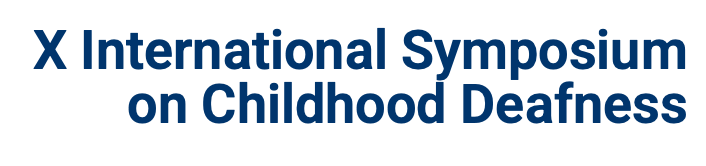 X International Symposium
on Childhood Deafness